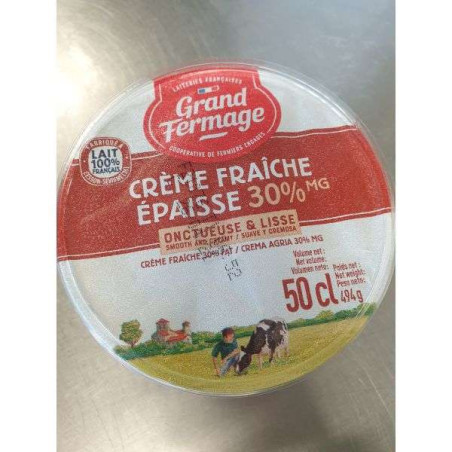 LAITERIES FRANÇAISES
Grand
Fermage
COOPÉRATIVE DE FERMIERS ENGAGÉS
FABRIQUÉ À
LAIT
100%
FRANÇAIS
CRÈME FRAÎCHE
ÉPAISSE 30% MG
ONCTUEUSE & LISSE
SMOOTH AND CREAMY / SUAVE Y CREMOSA
CRÈME FRAÎCHE 30% FAT / CREMA AGRIA 30% MG
Volume net :
Net volume:
Volumen neto:
50 cl
Poids net :
Net weight:
Peso neto:
494 g